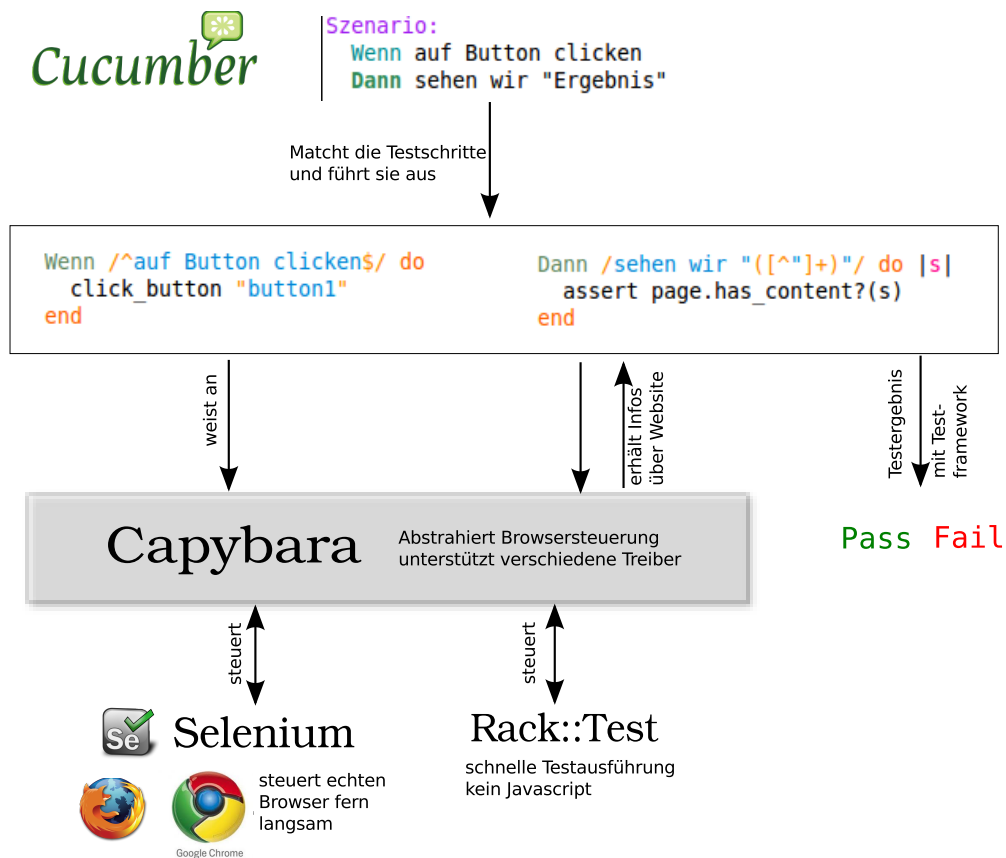 Cucumber
Szenario:
Wenn auf Button clicken
Dann sehen wir "Ergebnis"
Matcht die Testschritte
und führt sie aus
Wenn /^auf Button clicken$/ do
click_button "button1"
end
Dann /sehen wir "([^"]+)"/ do |s|
assert page.has_content?(s)
end
weist an
erhält Infos
über Website
Testergebnis
mit Test-
framework
Capybara
Abstrahiert Browsersteuerung
unterstützt verschiedene Treiber
Pass Fail
steuert
steuert
Se
Selenium
steuert echten
Browser fern
langsam
Google Chrome
Rack::Test
schnelle Testausführung
kein Javascript